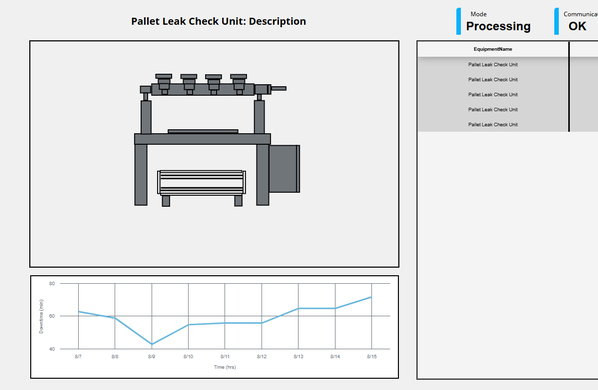 Pallet Leak Check Unit: Description
Mode
Processing
Communica
OK
EquipmentName
Pallet Leak Check Unit
Pallet Leak Check Unit
Pallet Leak Check Unit
Pallet Leak Check Unit
Pallet Leak Check Unit
80
60
40
Downtime (min)
8/7
8/8
8/9
8/10
8/11
8/12
8/13
8/14
8/15
Time (hrs)